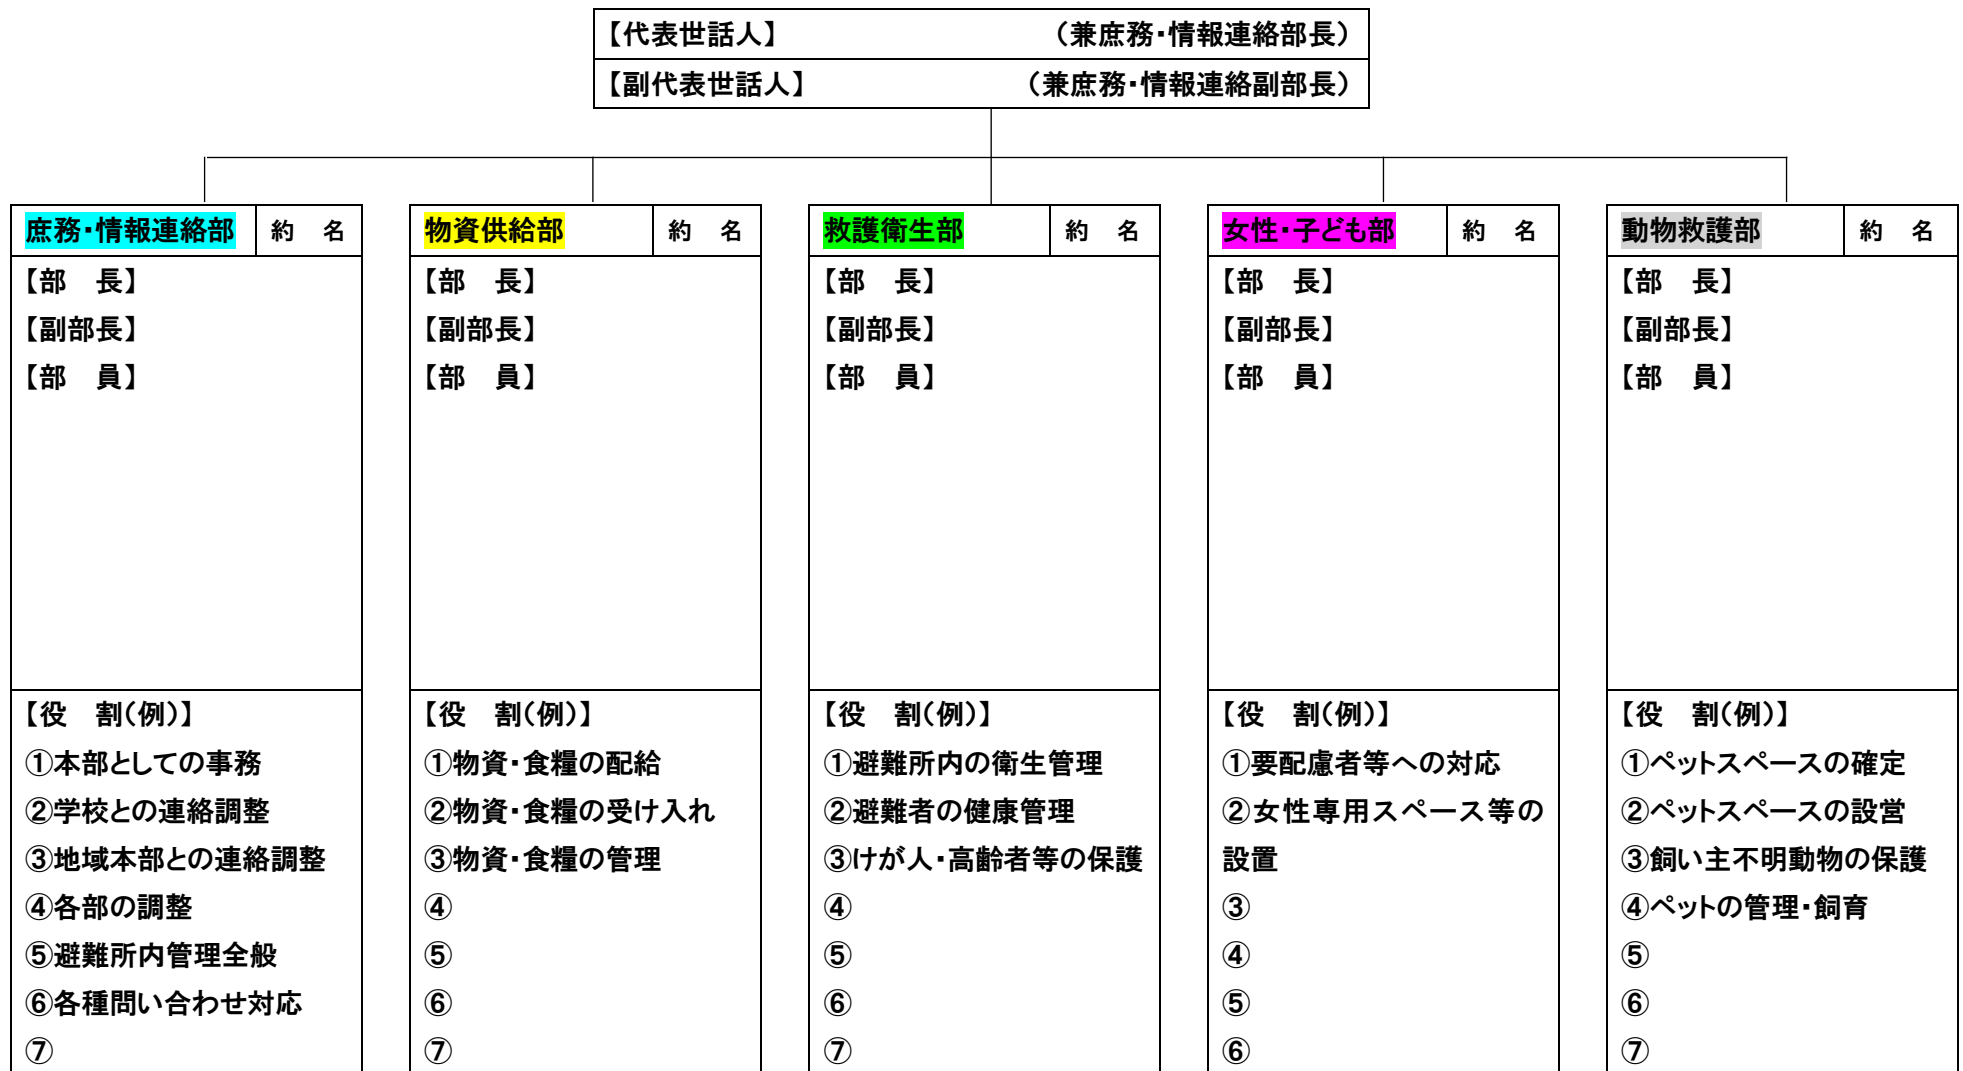 【代表世話人】 （兼庶務・情報連絡部長）
【副代表世話人】 （兼庶務・情報連絡副部長）
庶務・情報連絡部 約 名
【部 長】
【副部長】
【部 員】
【役 割(例)】
①本部としての事務
②学校との連絡調整
③地域本部との連絡調整
④各部の調整
⑤避難所内管理全般
⑥各種問い合わせ対応
⑦
物資供給部 約 名
【部 長】
【副部長】
【部 員】
【役 割(例)】
①物資・食糧の配給
②物資・食糧の受け入れ
③物資・食糧の管理
④
⑤
⑥
⑦
救護衛生部 約 名
【部 長】
【副部長】
【部 員】
【役 割(例)】
①避難所内の衛生管理
②避難者の健康管理
③けが人・高齢者等の保護
④
⑤
⑥
⑦
女性・子ども部 約 名
【部 長】
【副部長】
【部 員】
【役 割(例)】
①要配慮者等への対応
②女性専用スペース等の
設置
③
④
⑤
⑥
動物救護部 約 名
【部 長】
【副部長】
【部 員】
【役 割(例)】
①ペットスペースの確定
②ペットスペースの設営
③飼い主不明動物の保護
④ペットの管理・飼育
⑤
⑥
⑦